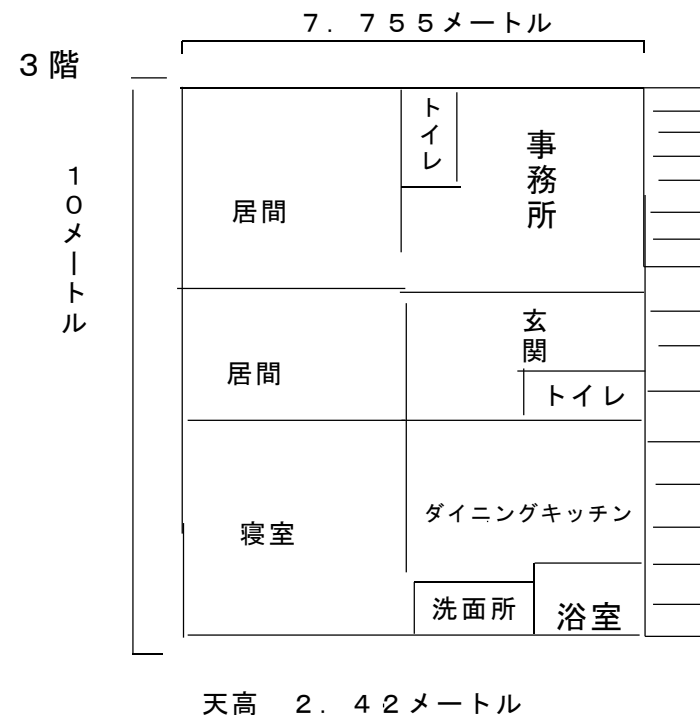 ７．７５５メートル
３階
トイレ
事務所
１０メートル
居間
玄関
居間
トイレ
ダイニングキッチン
寝室
洗面所
浴室
天高　２．４２メートル